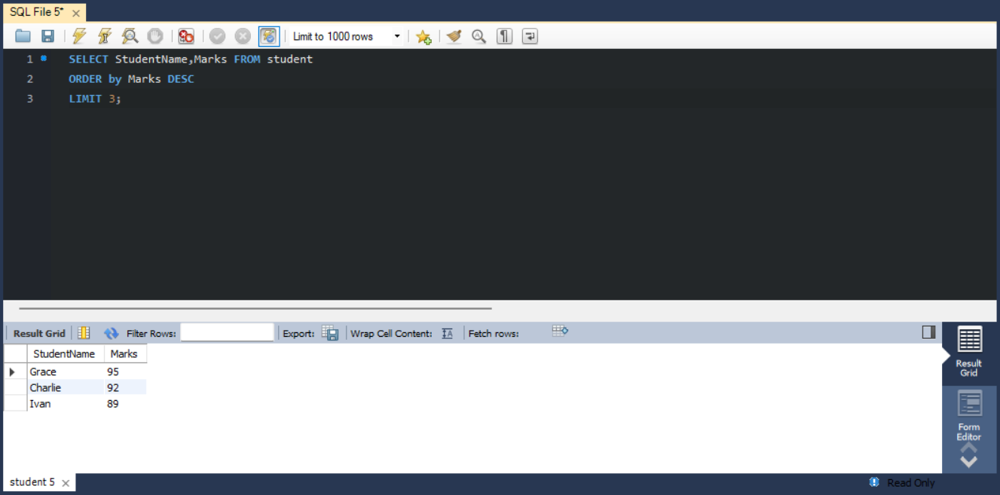 SQL File 5*
Limit to 1000 rows
1 SELECT StudentName,Marks FROM student
2 ORDER by Marks DESC
3 LIMIT 3;
Result Grid Filter Rows: Export: Wrap Cell Content: Fetch rows:
StudentName Marks
Grace 95
Charlie 92
Ivan 89
Result
Grid
Form
Editor
student 5
Read Only